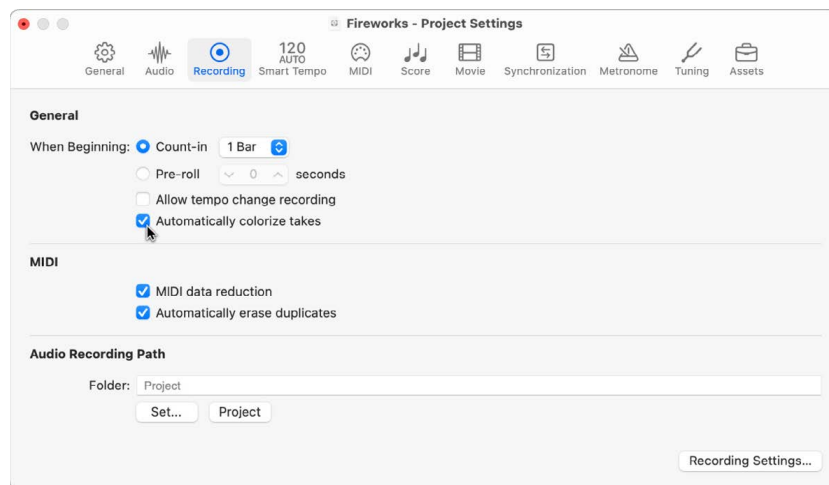 Fireworks - Project Settings
120
AUTO
General Audio Recording Smart Tempo MIDI Score Movie Synchronization Metronome Tuning Assets
General
When Beginning: Count-in 1 Bar
Pre-roll 0 seconds
Allow tempo change recording
Automatically colorize takes
MIDI
MIDI data reduction
Automatically erase duplicates
Audio Recording Path
Folder: Project
Set... Project
Recording Settings...